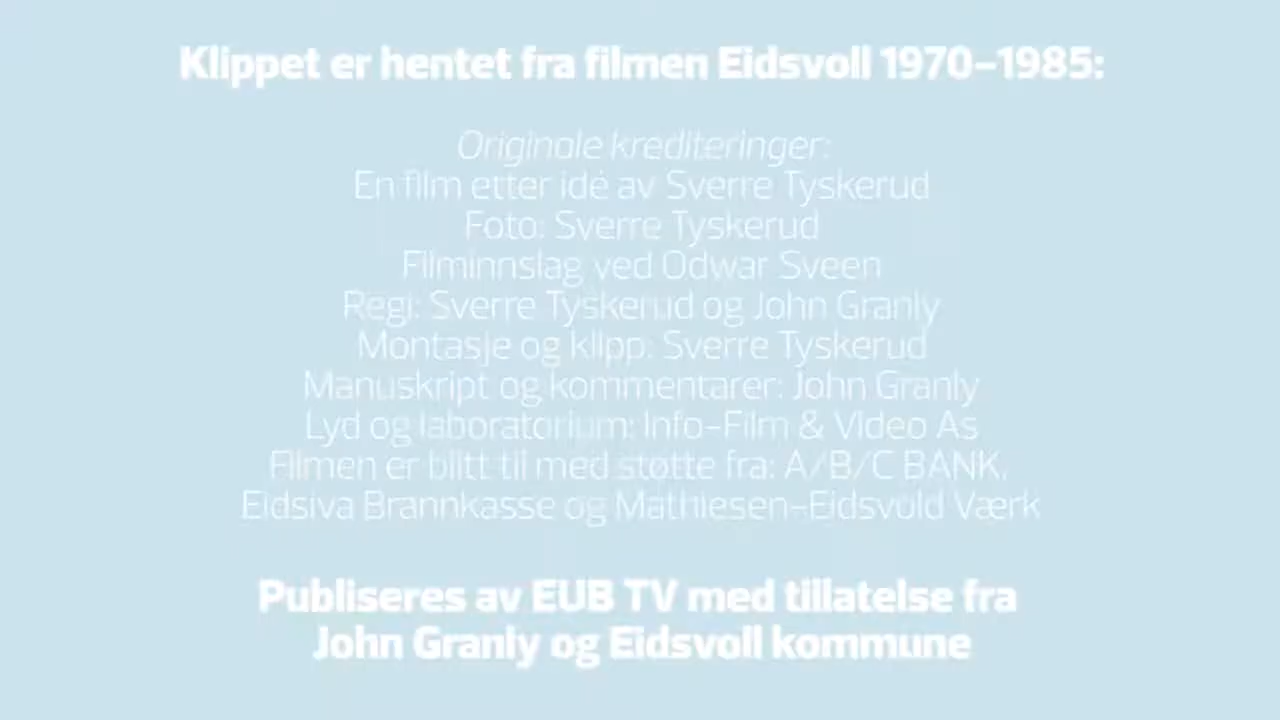 Klippet er hentet fra filmen Eidsvoll 1970–1985:
Originale krediteringer:
En film etter idé av Sverre Tyskerud
Foto: Sverre Tyskerud
Filminnslag ved Odwar Sveen
Regi: Sverre Tyskerud og John Granly
Montasje og klipp: Sverre Tyskerud
Manuskript og kommentarer: John Granly
Lyd og laboratorium: Info-Film & Video As
Filmen er blitt til med støtte fra: A/B/C BANK.
Eidsiva Brannkasse og Mathiesen-Eidsvold Værk
Publiseres av EUB TV med tillatelse fra
John Granly og Eidsvoll kommune